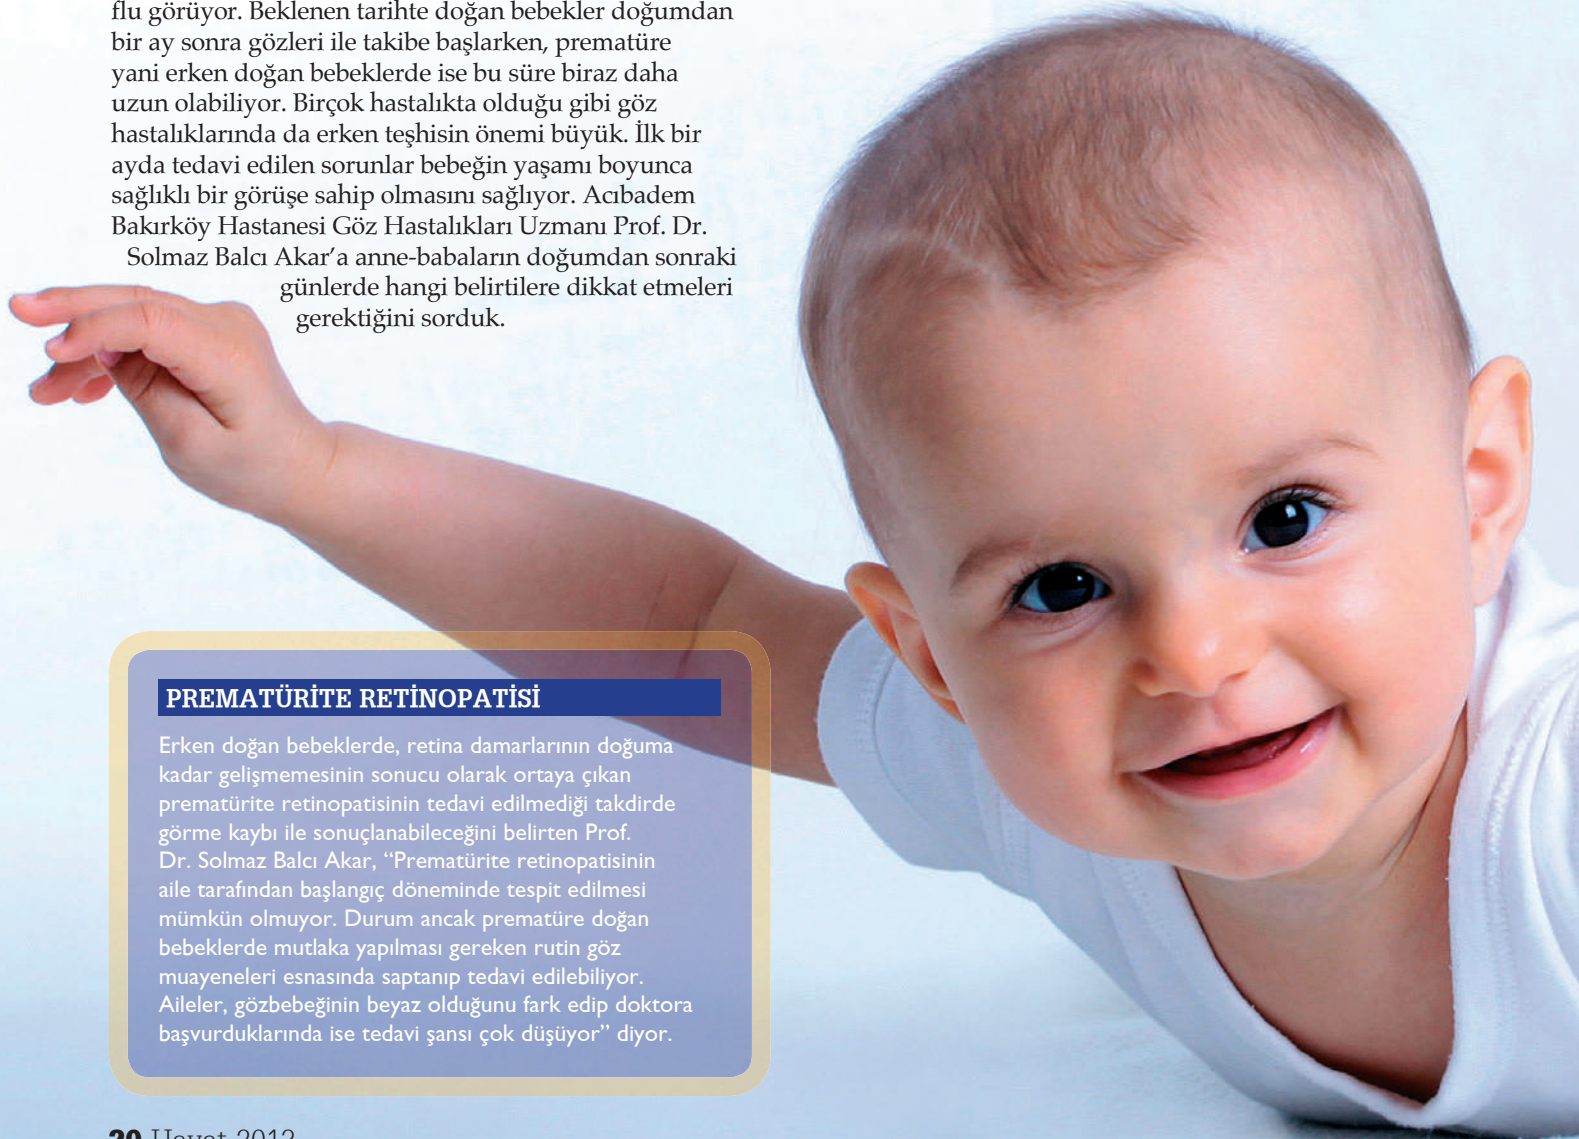 flu görüyor. Beklenen tarihte doğan bebekler doğumdan
bir ay sonra gözleri ile takibe başlarken, prematüre
yani erken doğan bebeklerde ise bu süre biraz daha
uzun olabiliyor. Birçok hastalıkta olduğu gibi göz
hastalıklarında da erken teşhisin önemi büyük. İlk bir
ayda tedavi edilen sorunlar bebeğin yaşamı boyunca
sağlıklı bir görüşe sahip olmasını sağlıyor. Acıbadem
Bakırköy Hastanesi Göz Hastalıkları Uzmanı Prof. Dr.
Solmaz Balcı Akar’a anne-babaların doğumdan sonraki
günlerde hangi belirtilere dikkat etmeleri
gerektiğini sorduk.
PREMATÜRİTE RETİNOPATİSİ
Erken doğan bebeklerde, retina damarlarının doğuma
kadar gelişmemesinin sonucu olarak ortaya çıkan
prematürite retinopatisinin tedavi edilmediği takdirde
görme kaybı ile sonuçlanabileceğini belirten Prof.
Dr. Solmaz Balcı Akar, “Prematürite retinopatisinin
aile tarafından başlangıç döneminde tespit edilmesi
mümkün olmuyor. Durum ancak prematüre doğan
bebeklerde mutlaka yapılması gereken rutin göz
muayeneleri esnasında saptanıp tedavi edilebiliyor.
Aileler, gözbebeğinin beyaz olduğunu fark edip doktora
başvurduklarında ise tedavi şansı çok düşüyor” diyor.